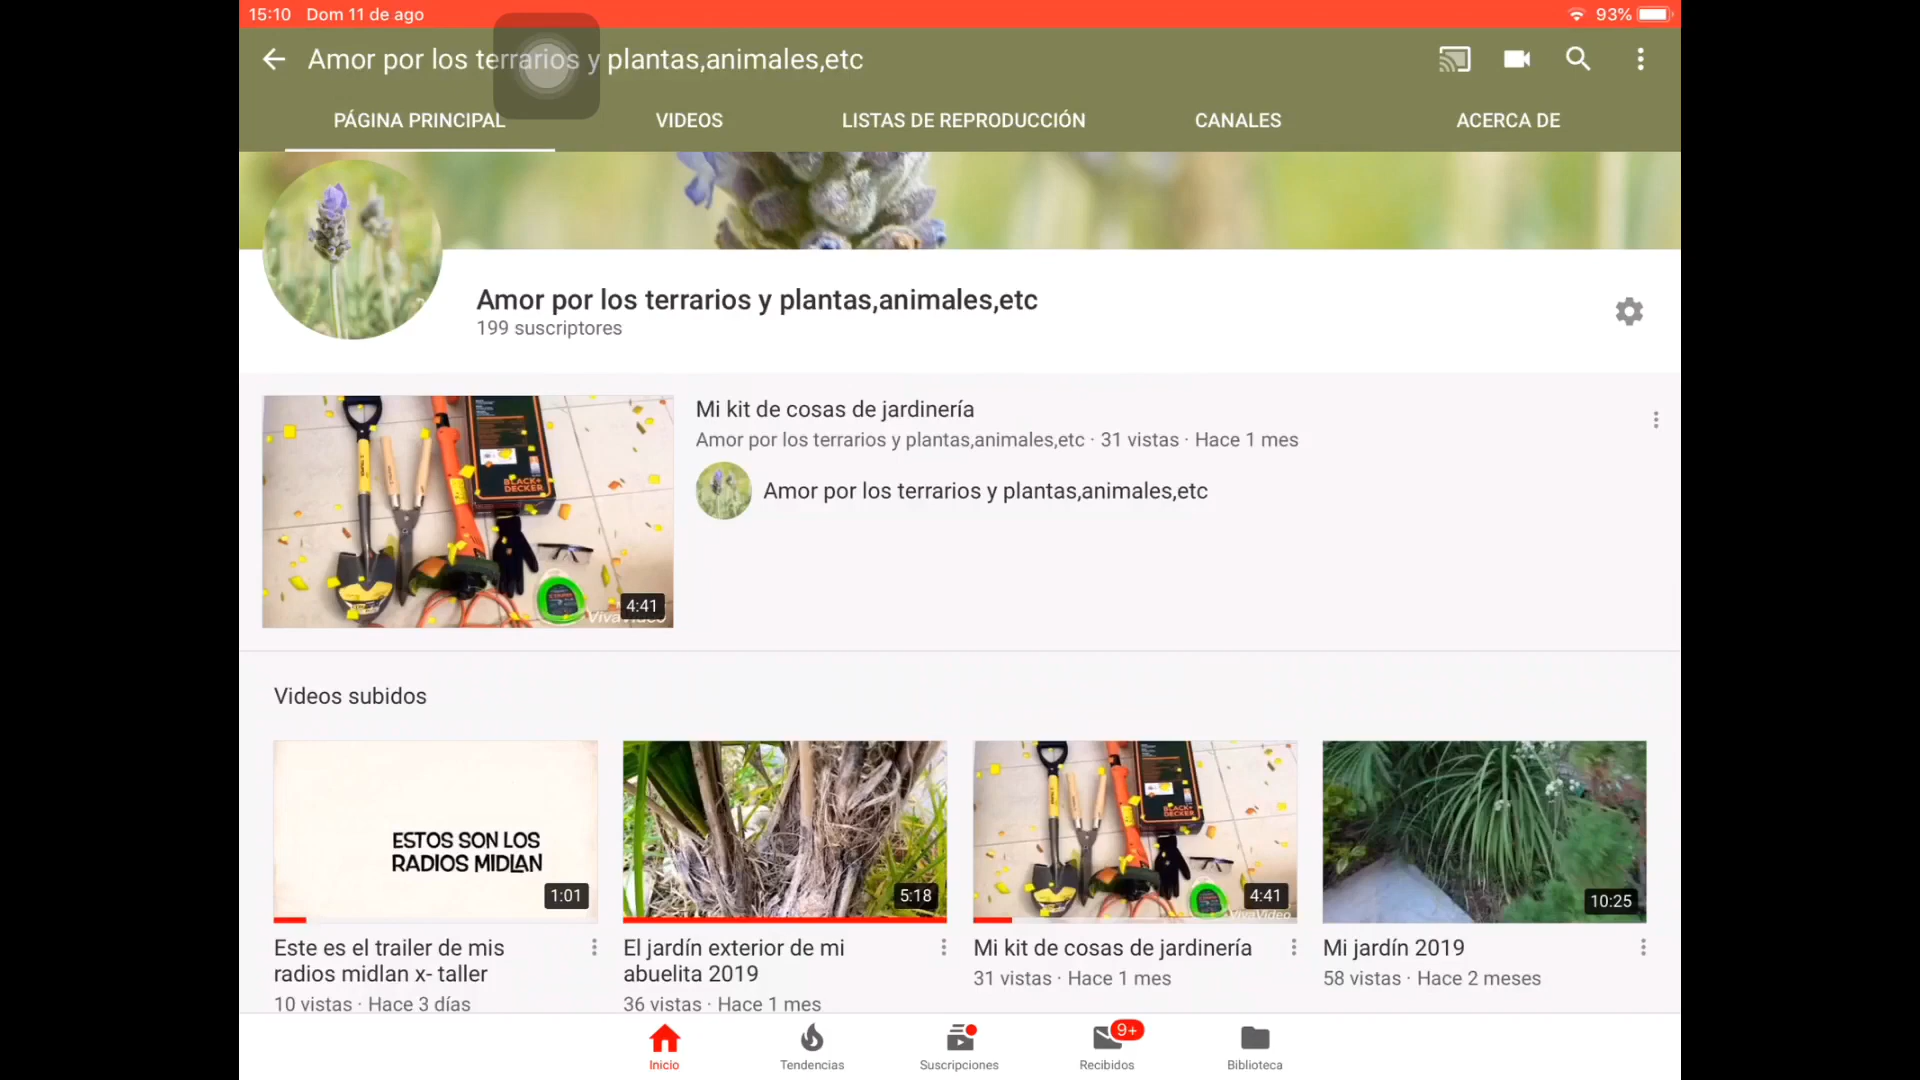 15:10 Dom 11 de ago
93%
Amor por los terrarios y plantas,animales,etc
PÁGINA PRINCIPAL
VIDEOS
LISTAS DE REPRODUCCIÓN
CANALES
ACERCA DE
Amor por los terrarios y plantas,animales,etc
199 suscriptores
Mi kit de cosas de jardinería
Amor por los terrarios y plantas,animales,etc · 31 vistas · Hace 1 mes
Amor por los terrarios y plantas,animales,etc
BLACK+
DECKER
4:41
VivaVideo
Videos subidos
ESTOS SON LOS
RADIOS MIDLAN
1:01
5:18
BLACK+
DECKER
4:41
VivaVideo
10:25
Este es el trailer de mis
radios midlan x- taller
10 vistas · Hace 3 días
El jardín exterior de mi
abuelita 2019
36 vistas · Hace 1 mes
Mi kit de cosas de jardinería
31 vistas · Hace 1 mes
Mi jardín 2019
58 vistas · Hace 2 meses
Inicio
Tendencias
Suscripciones
9+
Recibidos
Biblioteca